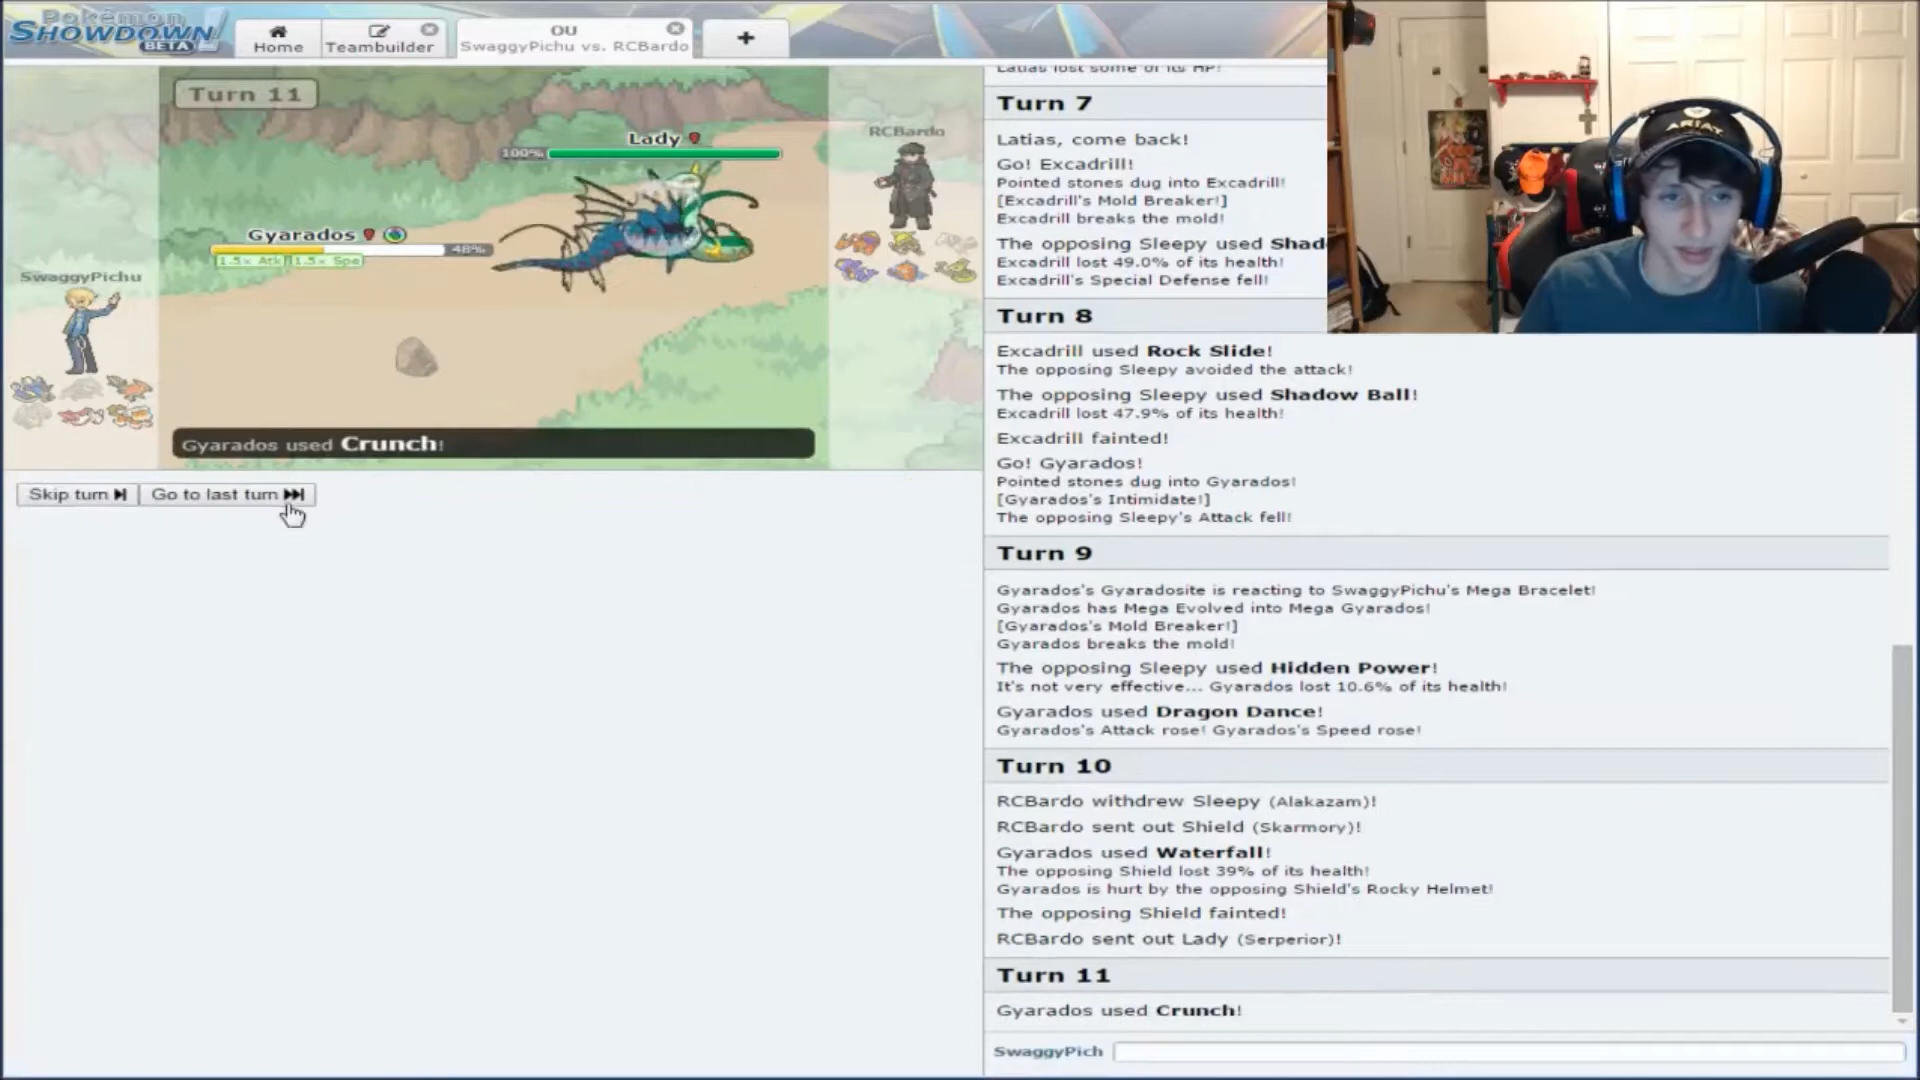 Pokémon
SHOWDOWN!
BETA
Home
Teambuilder
OU
SwaggyPichu vs. RCBardo
+
Turn 11
Lady
100%
RCBardo
Gyarados
48%
1.5× Atk 1.5× Spe
SwaggyPichu
Gyarados used Crunch!
Skip turn
Go to last turn
Latias lost some of its HP!
Turn 7
Latias, come back!
Go! Excadrill!
Pointed stones dug into Excadrill!
[Excadrill's Mold Breaker!]
Excadrill breaks the mold!
The opposing Sleepy used Shad
Excadrill lost 49.0% of its health!
Excadrill's Special Defense fell!
Turn 8
Excadrill used Rock Slide!
The opposing Sleepy avoided the attack!
The opposing Sleepy used Shadow Ball!
Excadrill lost 47.9% of its health!
Excadrill fainted!
Go! Gyarados!
Pointed stones dug into Gyarados!
[Gyarados's Intimidate!]
The opposing Sleepy's Attack fell!
Turn 9
Gyarados's Gyaradosite is reacting to SwaggyPichu's Mega Bracelet!
Gyarados has Mega Evolved into Mega Gyarados!
[Gyarados's Mold Breaker!]
Gyarados breaks the mold!
The opposing Sleepy used Hidden Power!
It's not very effective... Gyarados lost 10.6% of its health!
Gyarados used Dragon Dance!
Gyarados's Attack rose! Gyarados's Speed rose!
Turn 10
RCBardo withdrew Sleepy (Alakazam)!
RCBardo sent out Shield (Skarmory)!
Gyarados used Waterfall!
The opposing Shield lost 39% of its health!
Gyarados is hurt by the opposing Shield's Rocky Helmet!
The opposing Shield fainted!
RCBardo sent out Lady (Serperior)!
Turn 11
Gyarados used Crunch!
SwaggyPich
ARIAT